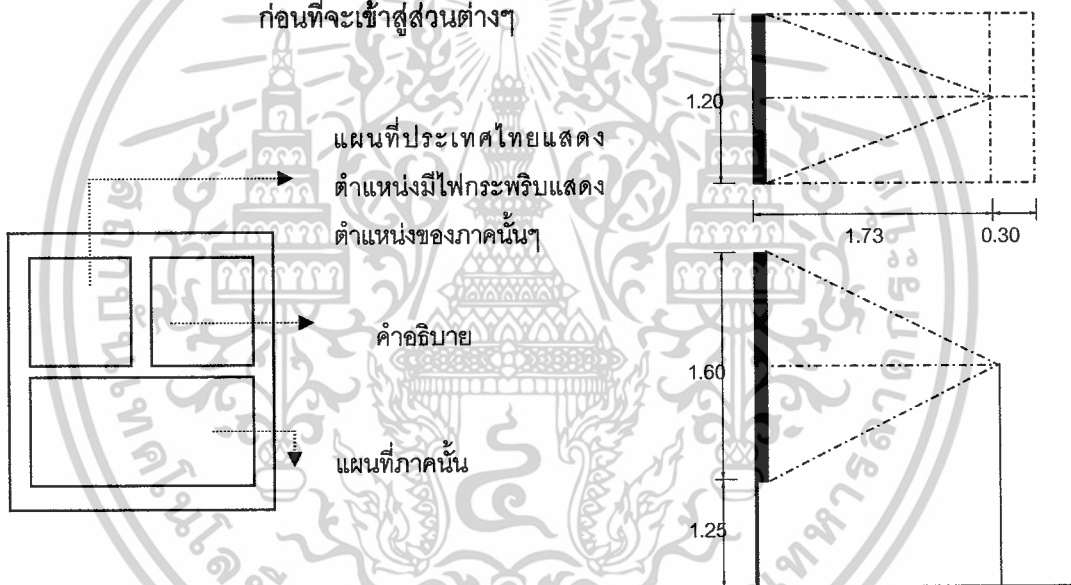 ก่อนที่จะเข้าสู่ส่วนต่างๆ
แผนที่ประเทศไทยแสดง
ตำแหน่งมีไฟกระพริบแสดง
ตำแหน่งของภาคนั้นๆ
คำอธิบาย
แผนที่ภาคนั้น
1.20
1.73
0.30
1.60
1.25